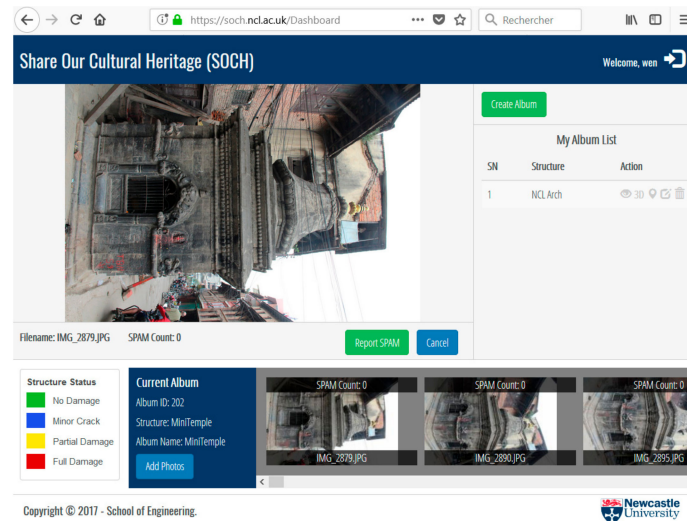 https://soch.ncl.ac.uk/Dashboard
Rechercher
Share Our Cultural Heritage (SOCH)
Welcome, wen
Create Album
My Album List
SN Structure Action
1 NCL Arch 3D
Filename: IMG_2879.JPG SPAM Count: 0
Report SPAM
Cancel
Structure Status
No Damage
Minor Crack
Partial Damage
Full Damage
Current Album
Album ID: 202
Structure: MiniTemple
Album Name: MiniTemple
Add Photos
SPAM Count: 0
IMG_2879.JPG
SPAM Count: 0
IMG_2890.JPG
SPAM Count: 0
IMG_2895.JPG
Copyright © 2017 - School of Engineering.
Newcastle
University